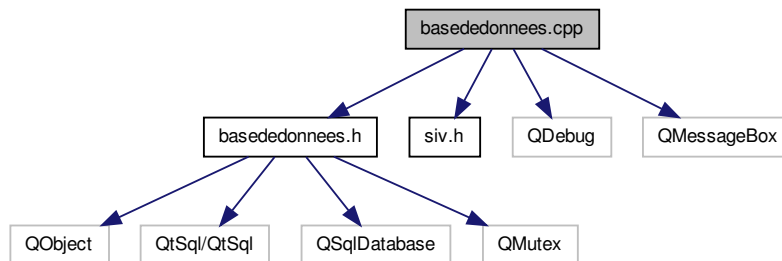 basededonnees.cpp
basededonnees.h
siv.h
QDebug
QMessageBox
QObject
QtSql/QtSql
QSqlDatabase
QMutex